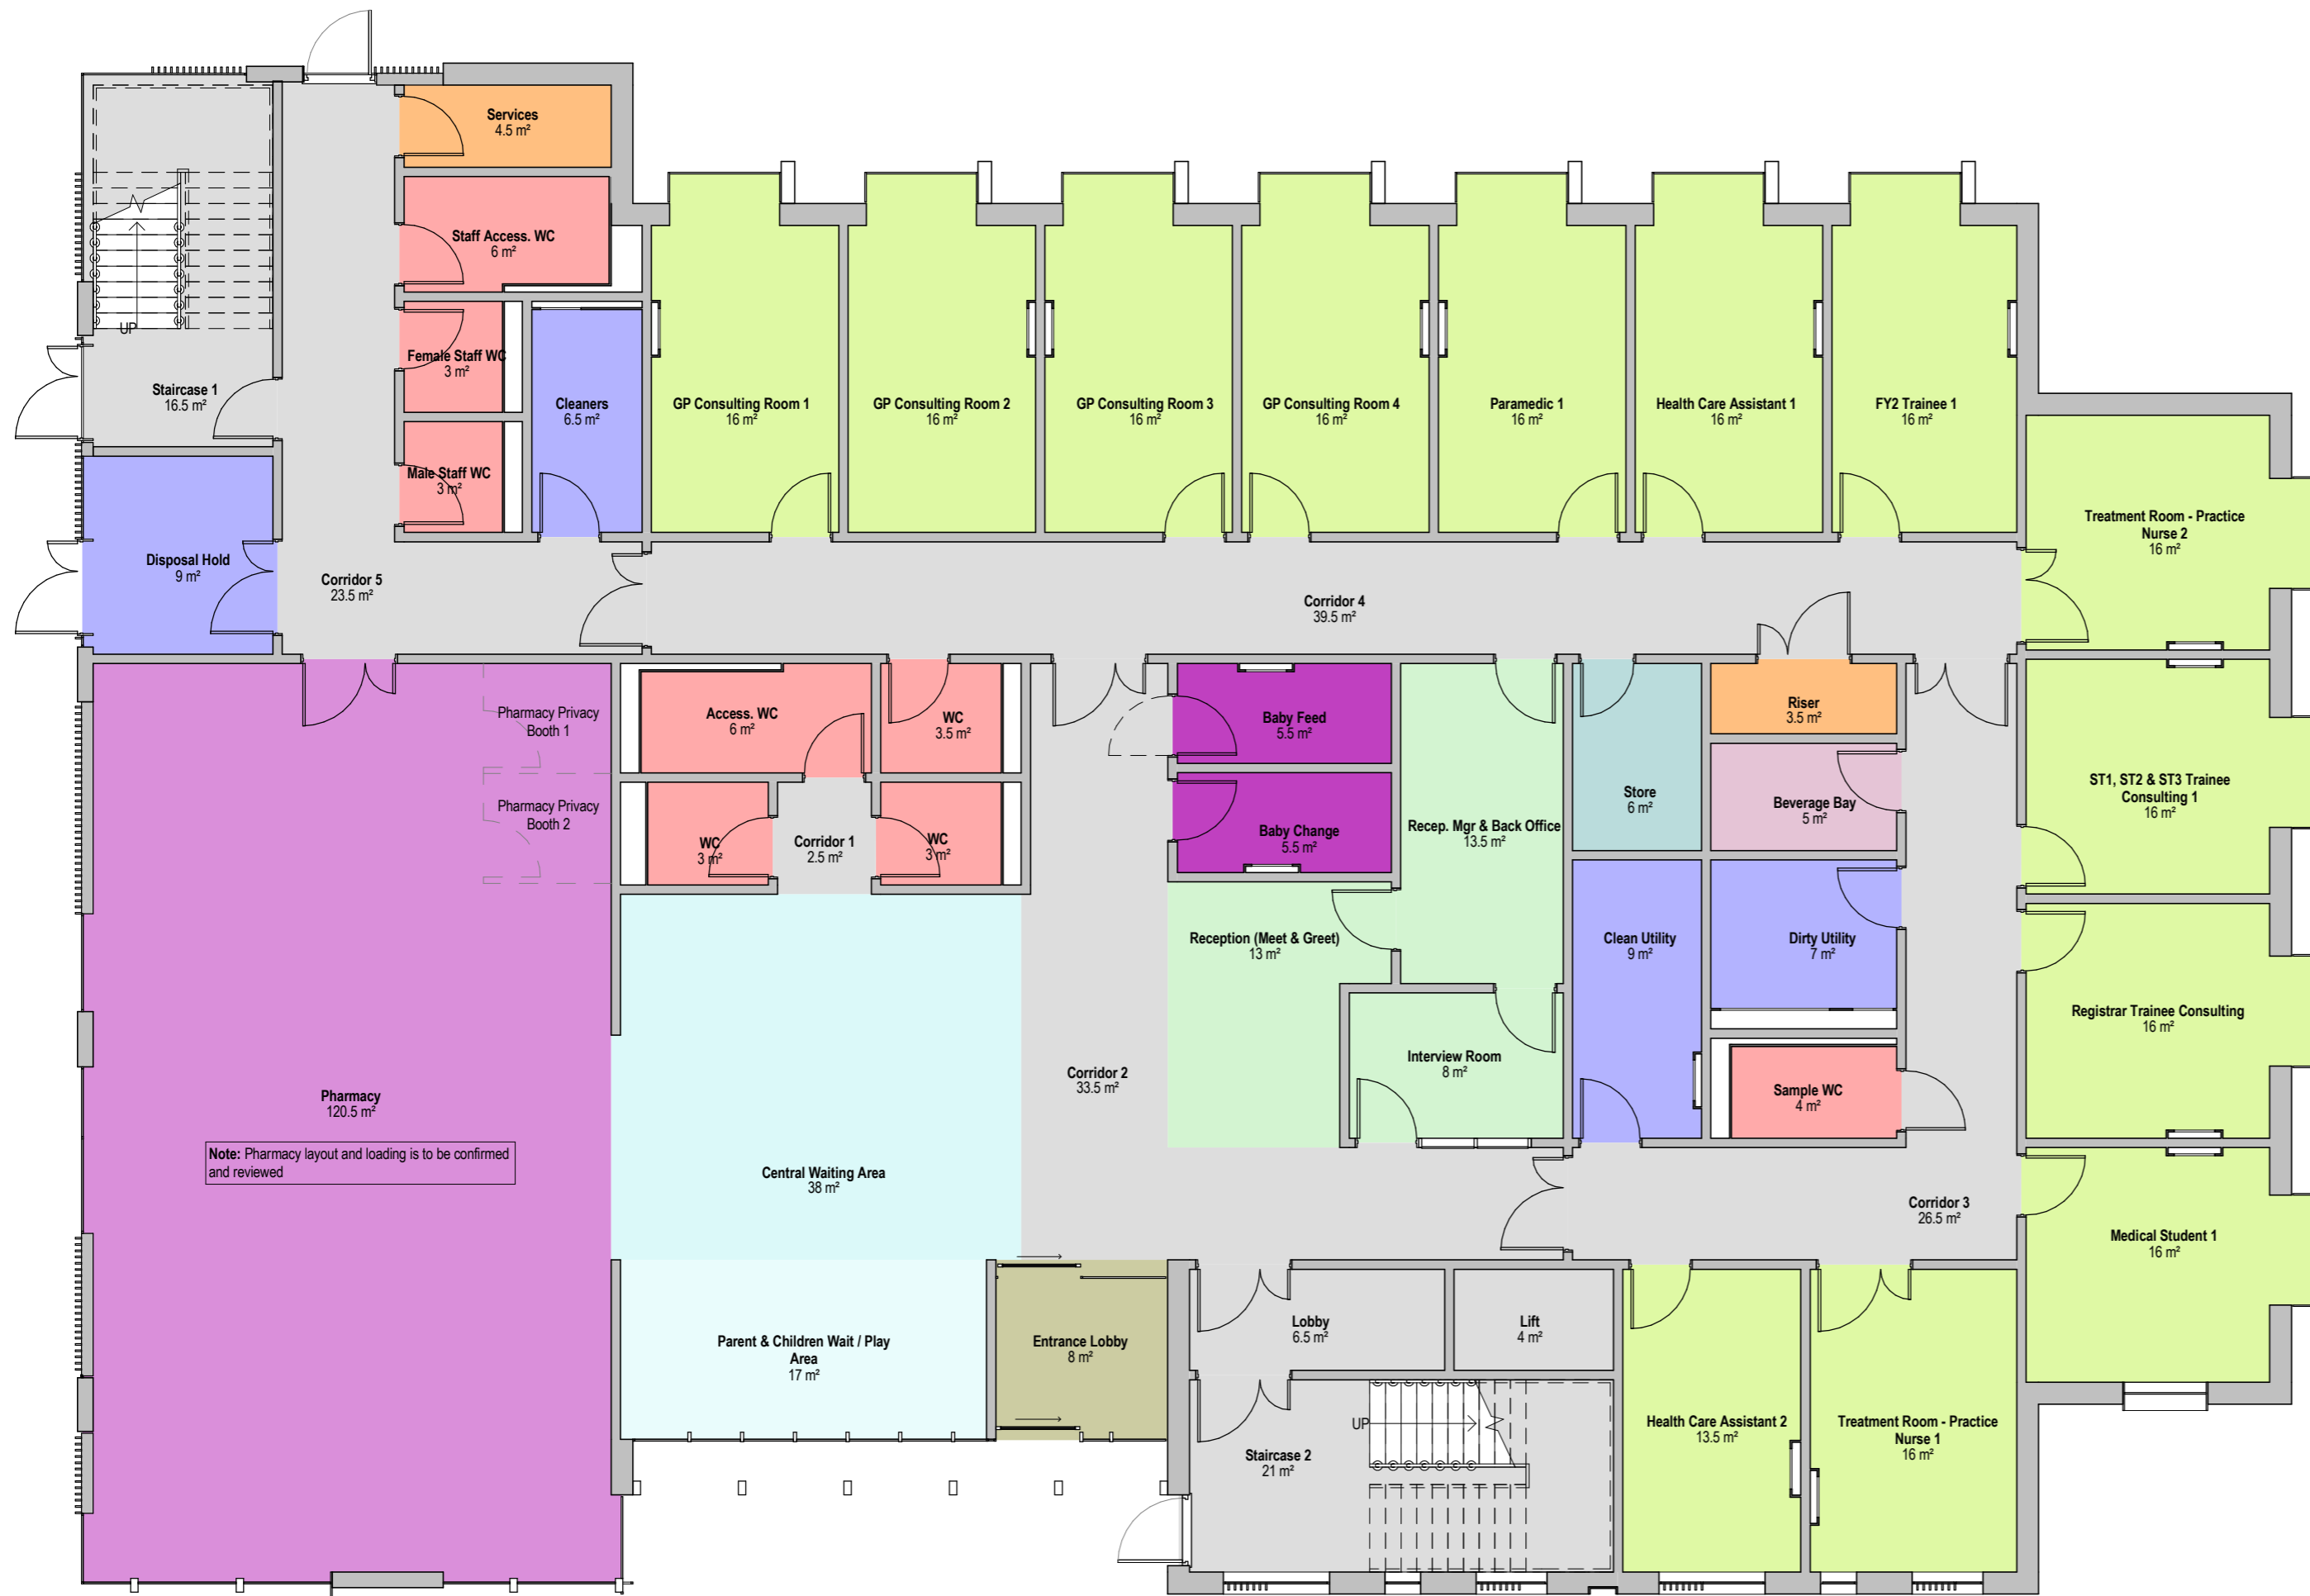 Services
4.5 m²
Staff Access. WC
6 m²
UP
Female Staff WC
3 m²
Staircase 1
16.5 m²
Cleaners
6.5 m²
GP Consulting Room 1
16 m²
GP Consulting Room 2
16 m²
GP Consulting Room 3
16 m²
GP Consulting Room 4
16 m²
Paramedic 1
16 m²
Health Care Assistant 1
16 m²
FY2 Trainee 1
16 m²
Male Staff WC
3 m²
Treatment Room - Practice
Nurse 2
16 m²
Disposal Hold
9 m²
Corridor 5
23.5 m²
Corridor 4
39.5 m²
Pharmacy Privacy
Booth 1
Access. WC
6 m²
WC
3.5 m²
Baby Feed
5.5 m²
Riser
3.5 m²
Pharmacy Privacy
Booth 2
WC
3 m²
Corridor 1
2.5 m²
WC
3 m²
Baby Change
5.5 m²
Recep. Mgr & Back Office
13.5 m²
Store
6 m²
Beverage Bay
5 m²
ST1, ST2 & ST3 Trainee
Consulting 1
16 m²
Reception (Meet & Greet)
13 m²
Clean Utility
9 m²
Dirty Utility
7 m²
Registrar Trainee Consulting
16 m²
Pharmacy
120.5 m²
Note: Pharmacy layout and loading is to be confirmed
and reviewed
Corridor 2
33.5 m²
Interview Room
8 m²
Sample WC
4 m²
Central Waiting Area
38 m²
Corridor 3
26.5 m²
Medical Student 1
16 m²
Parent & Children Wait / Play
Area
17 m²
Entrance Lobby
8 m²
Lobby
6.5 m²
Lift
4 m²
UP
Staircase 2
21 m²
Health Care Assistant 2
13.5 m²
Treatment Room - Practice
Nurse 1
16 m²